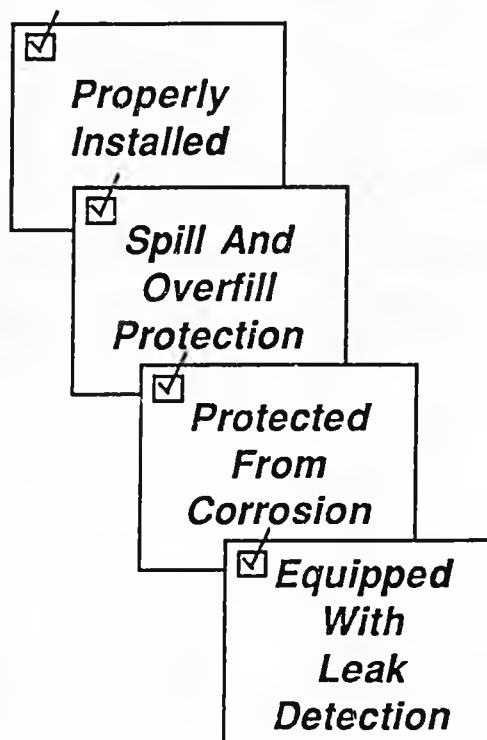 Properly
Installed
Spill And
Overfill
Protection
Protected
From
Corrosion
Equipped
With
Leak
Detection